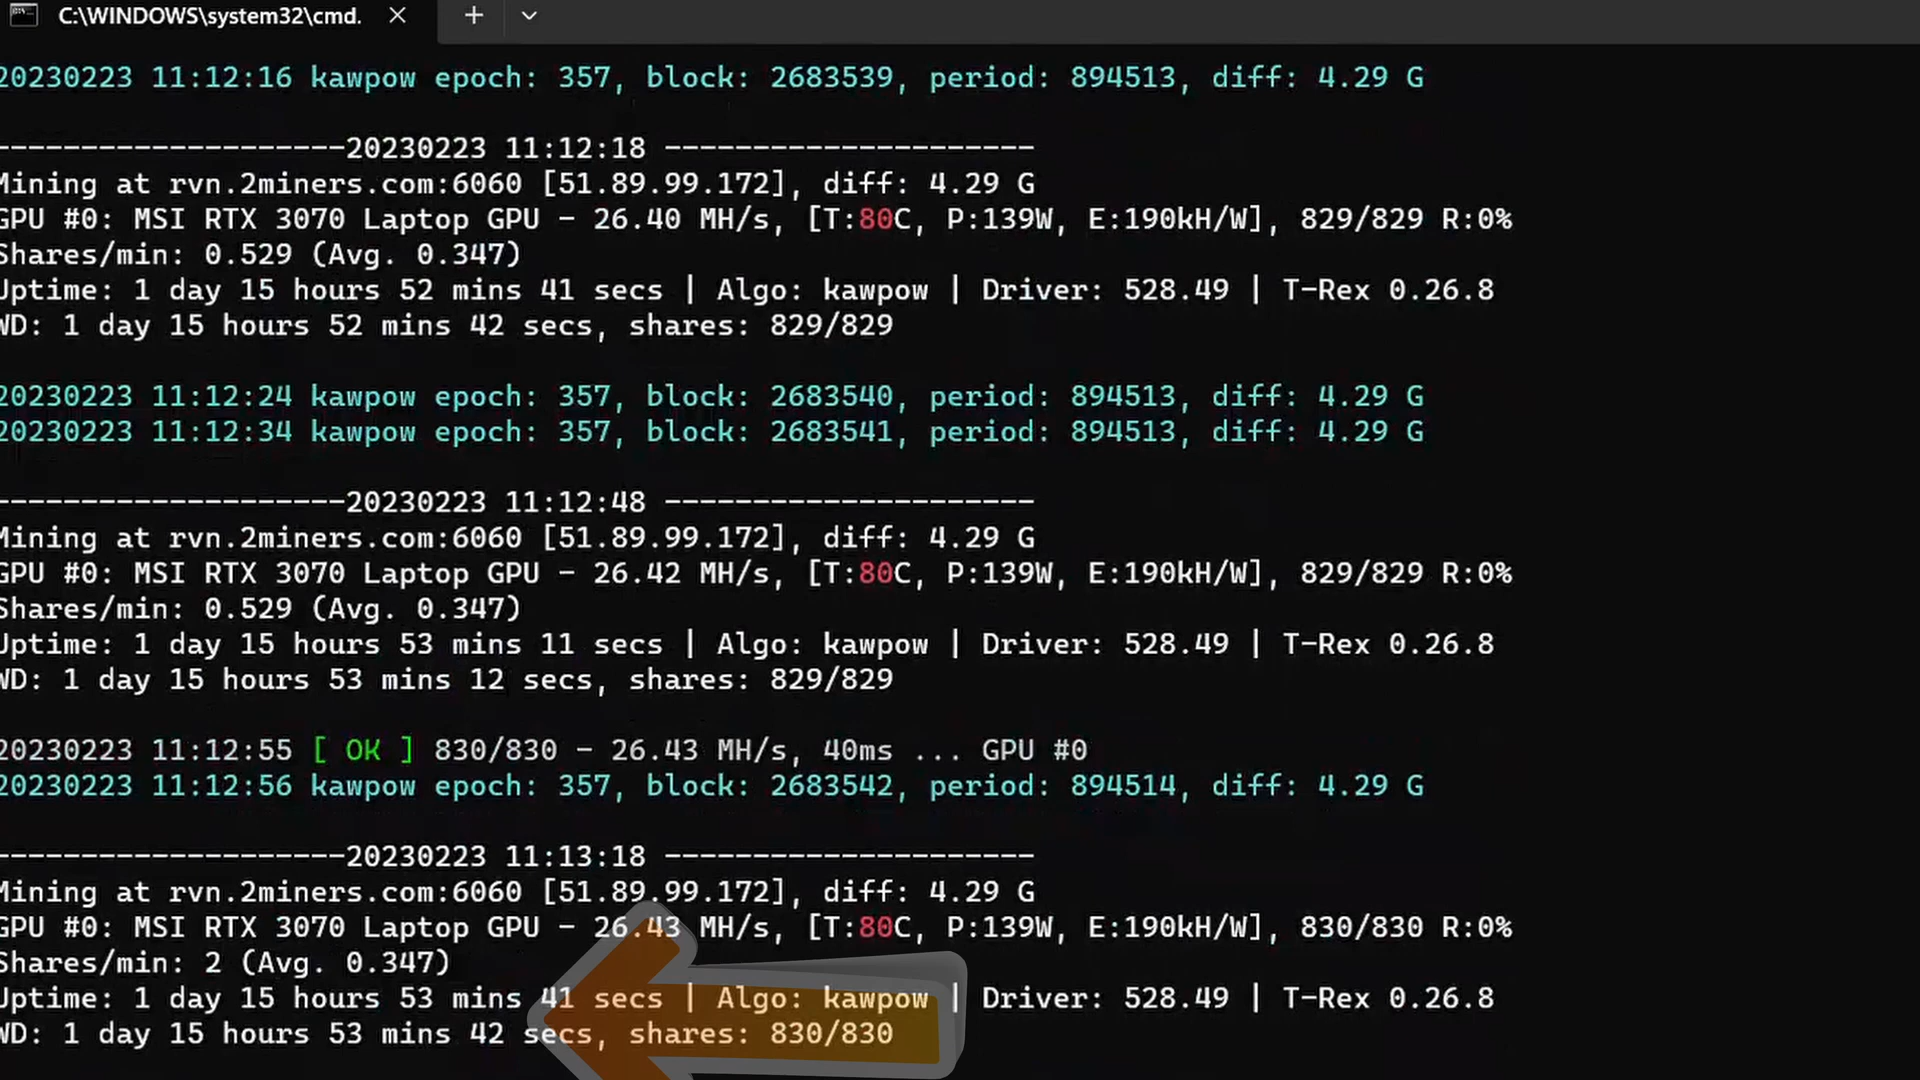 C:\WINDOWS\system32\cmd.
20230223 11:12:16 kawpow epoch: 357, block: 2683539, period: 894513, diff: 4.29 G
--------------------20230223 11:12:18 ---------------------
Mining at rvn.2miners.com:6060 [51.89.99.172], diff: 4.29 G
GPU #0: MSI RTX 3070 Laptop GPU - 26.40 MH/s, [T:80C, P:139W, E:190kH/W], 829/829 R:0%
Shares/min: 0.529 (Avg. 0.347)
Uptime: 1 day 15 hours 52 mins 41 secs | Algo: kawpow | Driver: 528.49 | T-Rex 0.26.8
WD: 1 day 15 hours 52 mins 42 secs, shares: 829/829
20230223 11:12:24 kawpow epoch: 357, block: 2683540, period: 894513, diff: 4.29 G
20230223 11:12:34 kawpow epoch: 357, block: 2683541, period: 894513, diff: 4.29 G
--------------------20230223 11:12:48 ---------------------
Mining at rvn.2miners.com:6060 [51.89.99.172], diff: 4.29 G
GPU #0: MSI RTX 3070 Laptop GPU - 26.42 MH/s, [T:80C, P:139W, E:190kH/W], 829/829 R:0%
Shares/min: 0.529 (Avg. 0.347)
Uptime: 1 day 15 hours 53 mins 11 secs | Algo: kawpow | Driver: 528.49 | T-Rex 0.26.8
WD: 1 day 15 hours 53 mins 12 secs, shares: 829/829
20230223 11:12:55 [ OK ] 830/830 - 26.43 MH/s, 40ms ... GPU #0
20230223 11:12:56 kawpow epoch: 357, block: 2683542, period: 894514, diff: 4.29 G
--------------------20230223 11:13:18 ---------------------
Mining at rvn.2miners.com:6060 [51.89.99.172], diff: 4.29 G
GPU #0: MSI RTX 3070 Laptop GPU - 26.43 MH/s, [T:80C, P:139W, E:190kH/W], 830/830 R:0%
Shares/min: 2 (Avg. 0.347)
Uptime: 1 day 15 hours 53 mins 41 secs | Algo: kawpow | Driver: 528.49 | T-Rex 0.26.8
WD: 1 day 15 hours 53 mins 42 secs, shares: 830/830